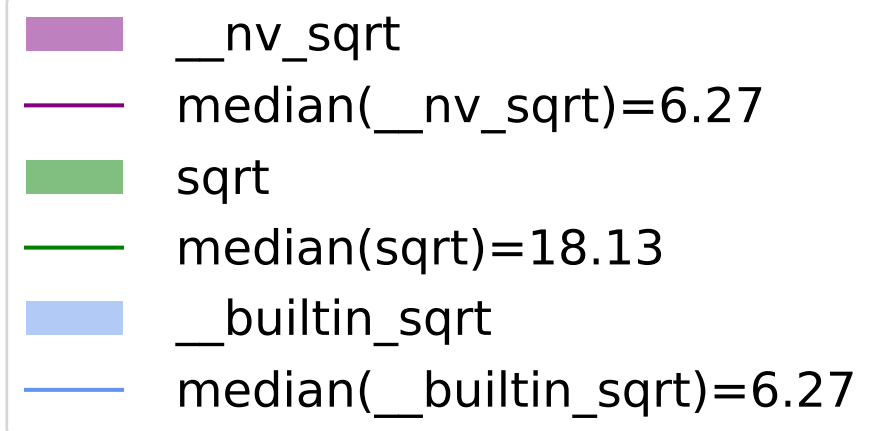 __nv_sqrt
median(__nv_sqrt)=6.27
sqrt
median(sqrt)=18.13
__builtin_sqrt
median(__builtin_sqrt)=6.27